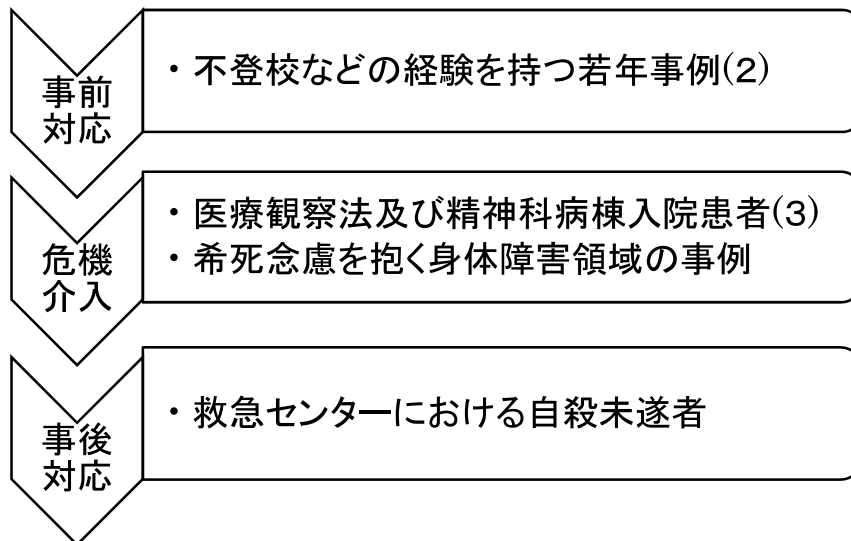 事前
対応
・不登校などの経験を持つ若年事例(2)
危機
介入
・医療観察法及び精神科病棟入院患者(3)
・希死念慮を抱く身体障害領域の事例
事後
対応
・救急センターにおける自殺未遂者